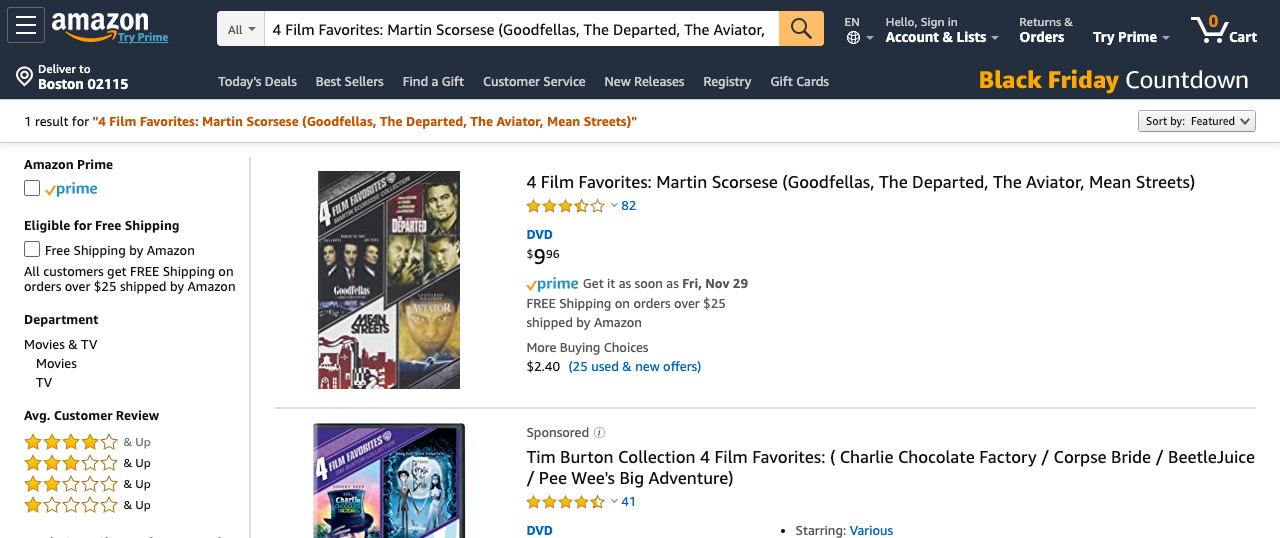 amazon
Try Prime
All
4 Film Favorites: Martin Scorsese (Goodfellas, The Departed, The Aviator,
EN
Hello, Sign in
Account & Lists
Returns &
Orders
Try Prime
0
Cart
Deliver to
Boston 02115
Today's Deals
Best Sellers
Find a Gift
Customer Service
New Releases
Registry
Gift Cards
Black Friday Countdown
1 result for "4 Film Favorites: Martin Scorsese (Goodfellas, The Departed, The Aviator, Mean Streets)"
Sort by: Featured
Amazon Prime
prime
Eligible for Free Shipping
Free Shipping by Amazon
All customers get FREE Shipping on
orders over $25 shipped by Amazon
Department
Movies & TV
Movies
TV
Avg. Customer Review
& Up
& Up
& Up
& Up
4 FILM FAVORITES
MARTIN SCORSESE COLLECTION
THE
DEPARTED
GoodFellas
MEAN
STREETS
AVIATOR
4 Film Favorites: Martin Scorsese (Goodfellas, The Departed, The Aviator, Mean Streets)
82
DVD
$9.96
prime Get it as soon as Fri, Nov 29
FREE Shipping on orders over $25
shipped by Amazon
More Buying Choices
$2.40 (25 used & new offers)
4 FILM FAVORITES
TIM BURTON COLLECTION
Corpse
Bride
Charlie
Sponsored
Tim Burton Collection 4 Film Favorites: ( Charlie Chocolate Factory / Corpse Bride / BeetleJuice
/ Pee Wee's Big Adventure)
41
DVD
• Starring: Various